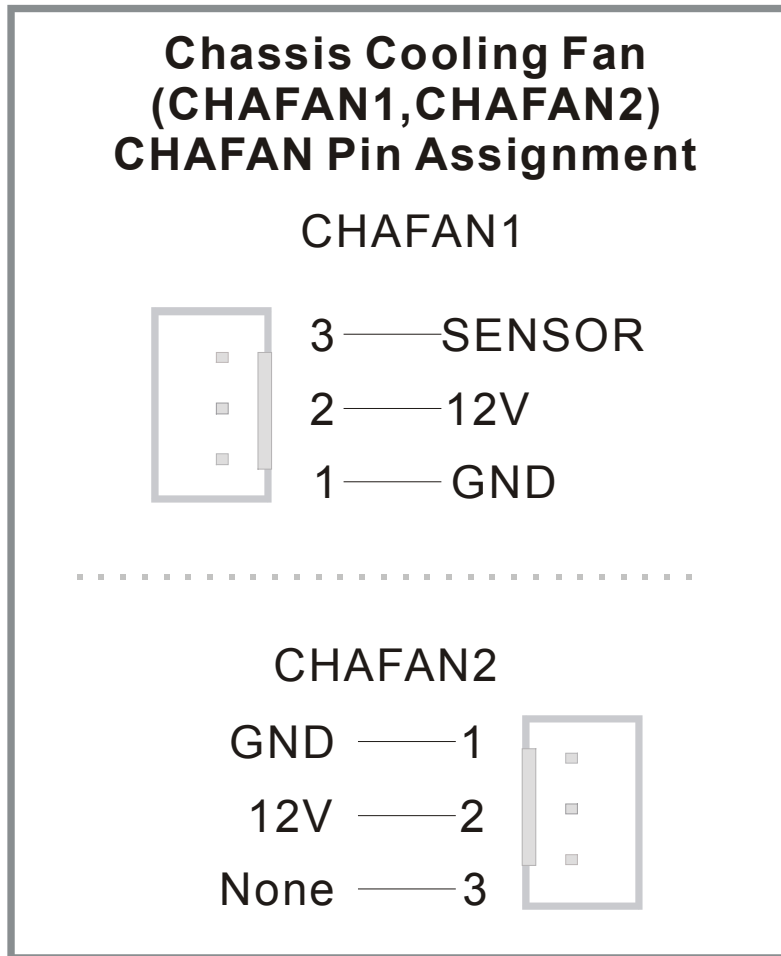 Chassis Cooling Fan
(CHAFAN1,CHAFAN2)
CHAFAN Pin Assignment
CHAFAN1
3 SENSOR
2 12V
1 GND
CHAFAN2
GND 1
12V 2
None 3